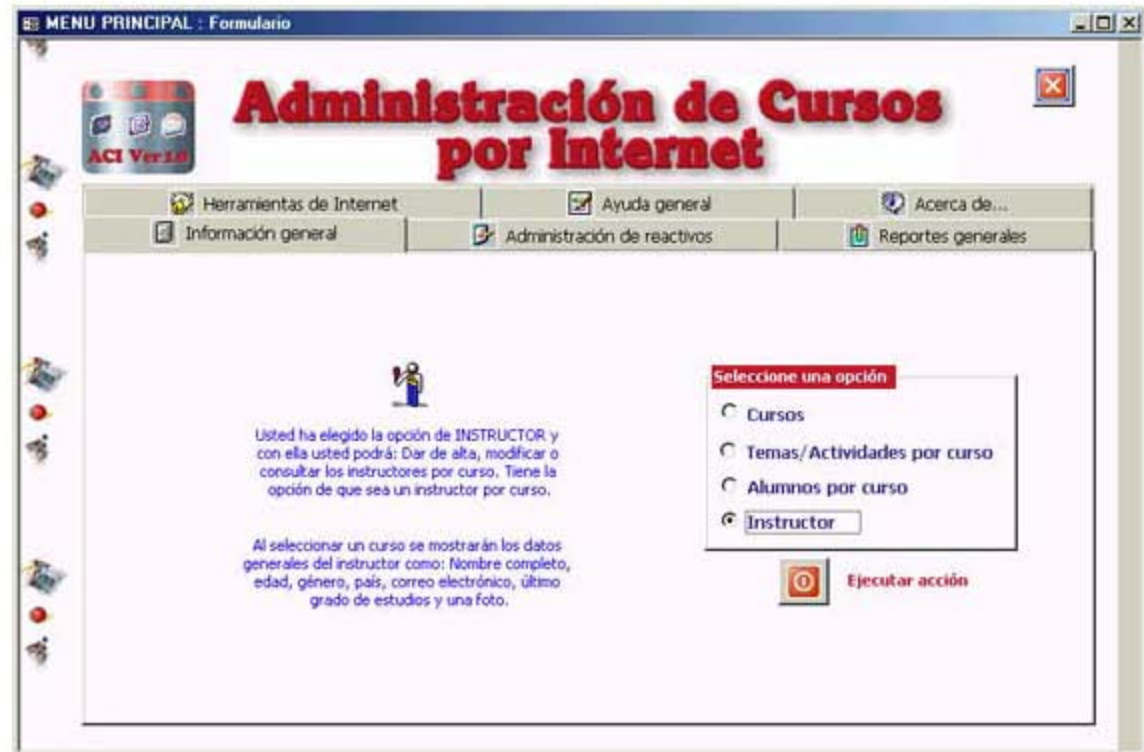 MENU PRINCIPAL : Formulario
Administración de Cursos
por Internet
ACI Ver 1.0
Herramientas de Internet
Ayuda general
Acerca de...
Información general
Administración de reactivos
Reportes generales
Usted ha elegido la opción de INSTRUCTOR y
con ella usted podrá: Dar de alta, modificar o
consultar los instructores por curso. Tiene la
opción de que sea un instructor por curso.
Al seleccionar un curso se mostrarán los datos
generales del instructor como: Nombre completo,
edad, género, país, correo electrónico, último
grado de estudios y una foto.
Seleccione una opción
Cursos
Temas/Actividades por curso
Alumnos por curso
Instructor
Ejecutar acción